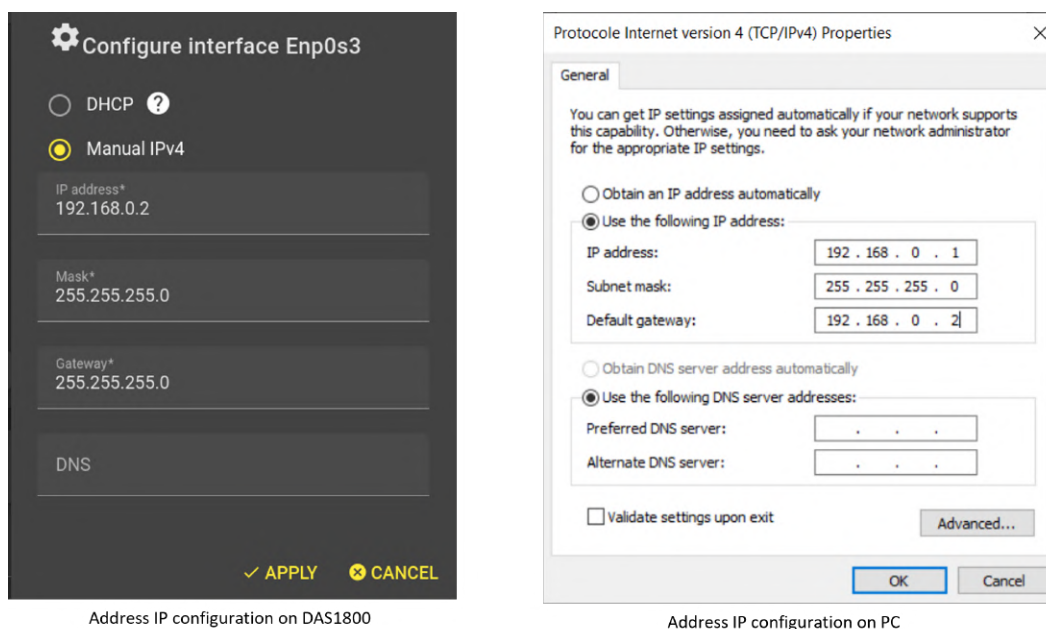 Configure interface Enp0s3
DHCP ?
Manual IPv4
IP address*
192.168.0.2
Mask*
255.255.255.0
Gateway*
255.255.255.0
DNS
APPLY CANCEL
Address IP configuration on DAS1800
Protocole Internet version 4 (TCP/IPv4) Properties
General
You can get IP settings assigned automatically if your network supports
this capability. Otherwise, you need to ask your network administrator
for the appropriate IP settings.
Obtain an IP address automatically
Use the following IP address:
IP address: 192 . 168 . 0 . 1
Subnet mask: 255 . 255 . 255 . 0
Default gateway: 192 . 168 . 0 . 2
Obtain DNS server address automatically
Use the following DNS server addresses:
Preferred DNS server: . . .
Alternate DNS server: . . .
Validate settings upon exit
Advanced...
OK Cancel
Address IP configuration on PC